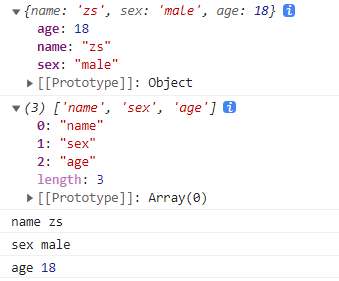 ▼ {name: 'zs', sex: 'male', age: 18} i
age: 18
name: "zs"
sex: "male"
▶ [[Prototype]]: Object
▼ (3) ['name', 'sex', 'age'] i
0: "name"
1: "sex"
2: "age"
length: 3
▶ [[Prototype]]: Array(0)
name zs
sex male
age 18